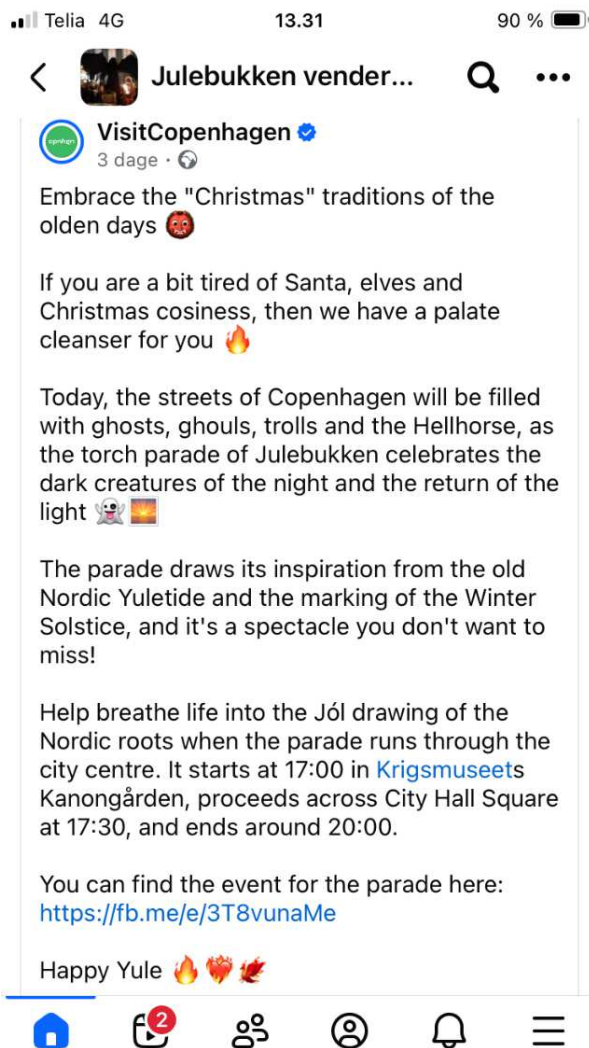 Telia 4G 13.31 90 %
Julebukken vender...
cpnhgn
VisitCopenhagen
3 dage ·
Embrace the "Christmas" traditions of the
olden days 👹
If you are a bit tired of Santa, elves and
Christmas cosiness, then we have a palate
cleanser for you 🔥
Today, the streets of Copenhagen will be filled
with ghosts, ghouls, trolls and the Hellhorse, as
the torch parade of Julebukken celebrates the
dark creatures of the night and the return of the
light 👻🌅
The parade draws its inspiration from the old
Nordic Yuletide and the marking of the Winter
Solstice, and it's a spectacle you don't want to
miss!
Help breathe life into the Jól drawing of the
Nordic roots when the parade runs through the
city centre. It starts at 17:00 in Krigsmuseets
Kanongården, proceeds across City Hall Square
at 17:30, and ends around 20:00.
You can find the event for the parade here:
https://fb.me/e/3T8vunaMe
Happy Yule 🔥❤️‍🔥🐦‍🔥
2